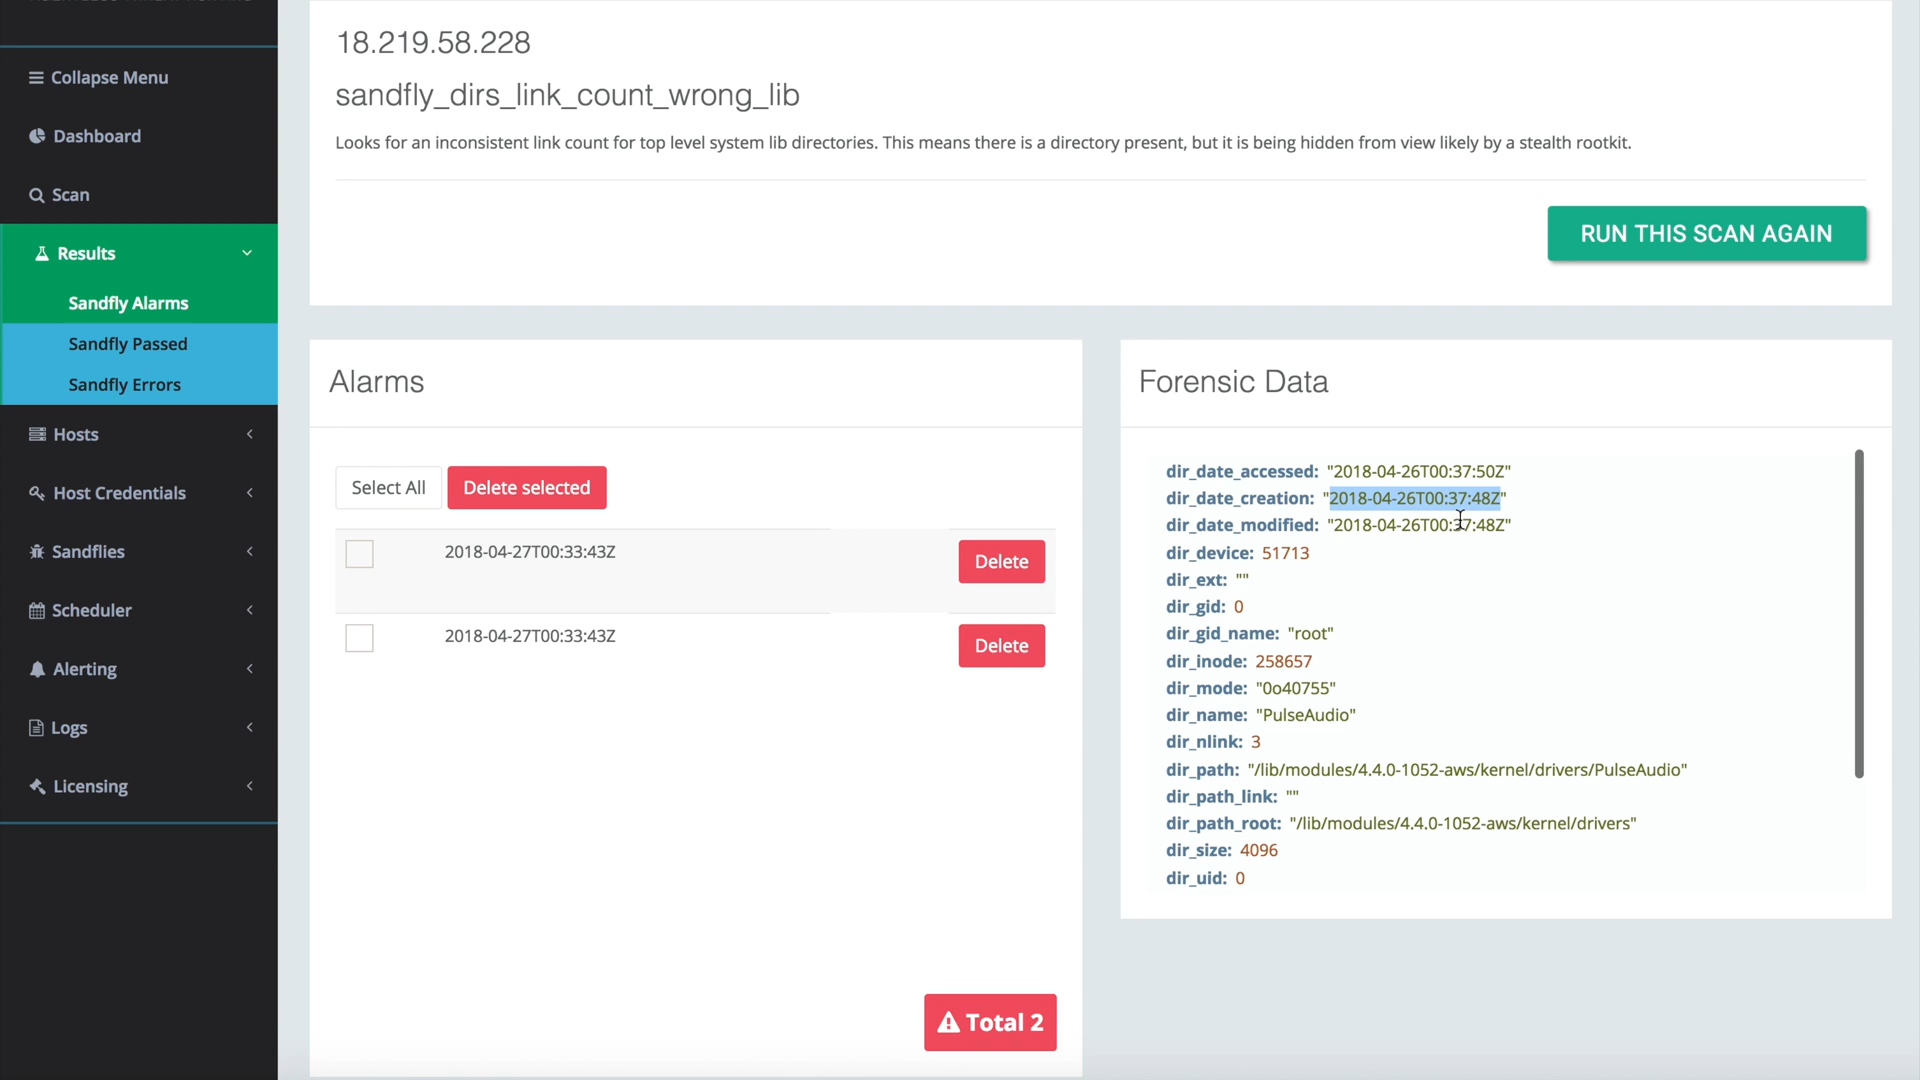 Collapse Menu
Dashboard
Scan
Results
Sandfly Alarms
Sandfly Passed
Sandfly Errors
Hosts
Host Credentials
Sandflies
Scheduler
Alerting
Logs
Licensing
18.219.58.228
sandfly_dirs_link_count_wrong_lib
Looks for an inconsistent link count for top level system lib directories. This means there is a directory present, but it is being hidden from view likely by a stealth rootkit.
RUN THIS SCAN AGAIN
Alarms
Select All
Delete selected
2018-04-27T00:33:43Z
Delete
2018-04-27T00:33:43Z
Delete
Total 2
Forensic Data
dir_date_accessed: "2018-04-26T00:37:50Z"
dir_date_creation: "2018-04-26T00:37:48Z"
dir_date_modified: "2018-04-26T00:37:48Z"
dir_device: 51713
dir_ext: ""
dir_gid: 0
dir_gid_name: "root"
dir_inode: 258657
dir_mode: "0o40755"
dir_name: "PulseAudio"
dir_nlink: 3
dir_path: "/lib/modules/4.4.0-1052-aws/kernel/drivers/PulseAudio"
dir_path_link: ""
dir_path_root: "/lib/modules/4.4.0-1052-aws/kernel/drivers"
dir_size: 4096
dir_uid: 0